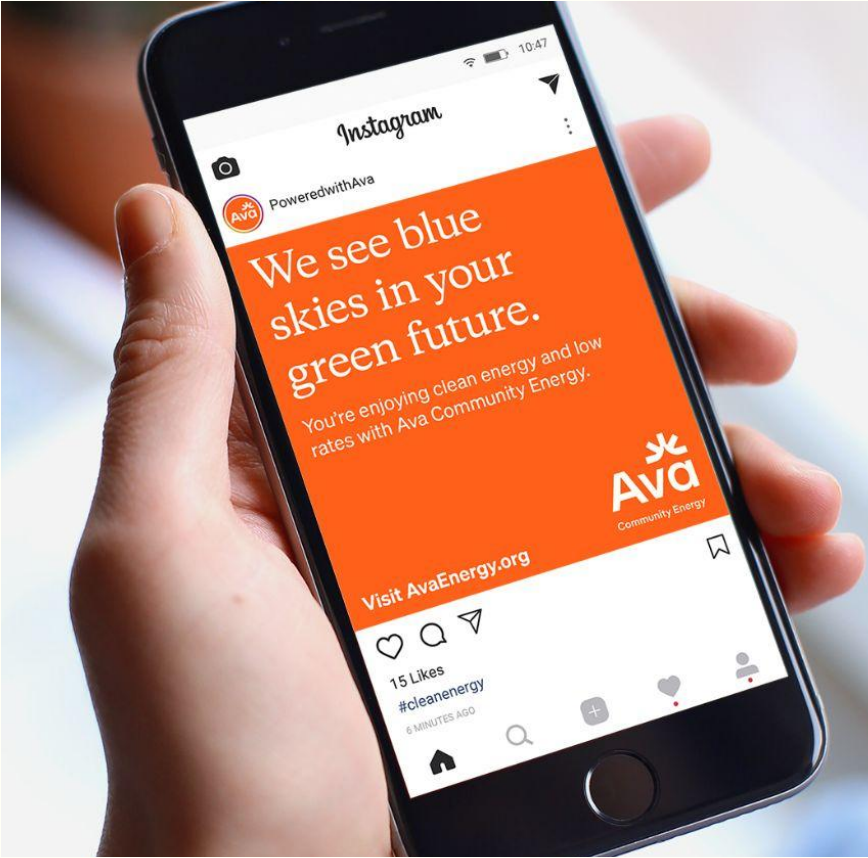 10:47
Instagram
Ava
PoweredwithAva
We see blue
skies in your
green future.
You're enjoying clean energy and low
rates with Ava Community Energy.
Ava
Community Energy
Visit AvaEnergy.org
15 Likes
#cleanenergy
6 MINUTES AGO